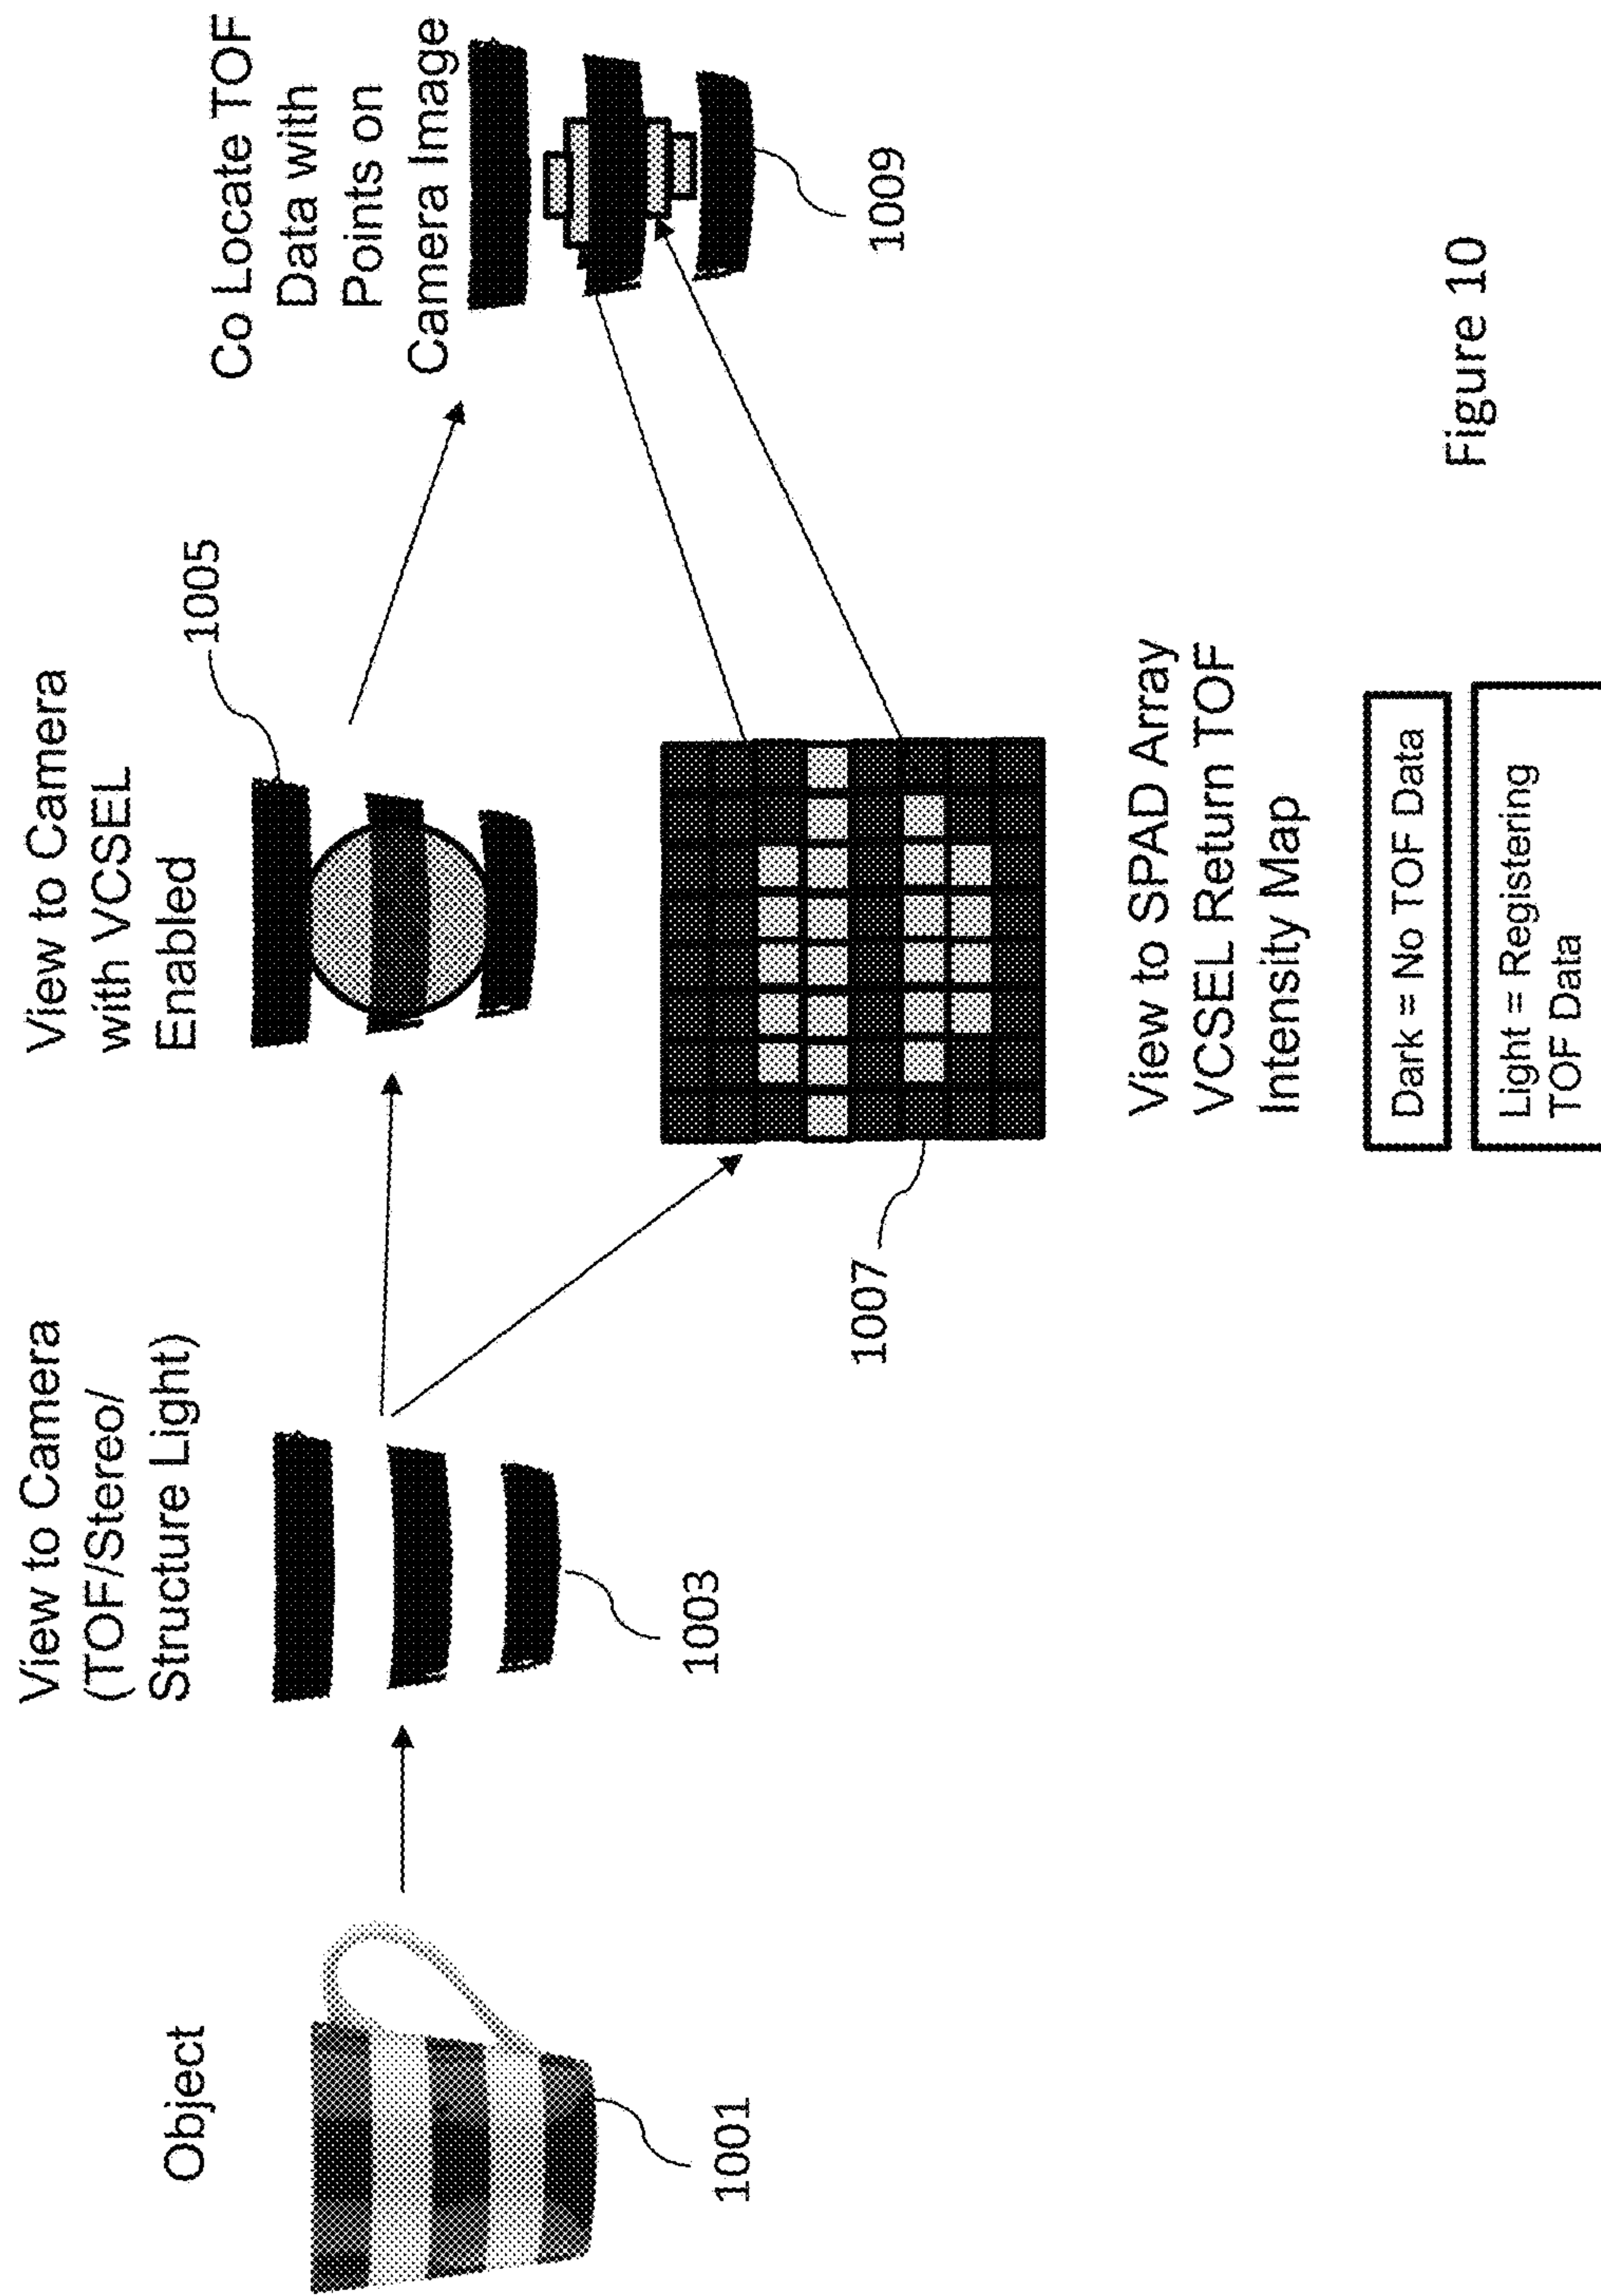 Object
1001
View to Camera
(TOF/Stereo/
Structure Light)
1003
View to Camera
with VCSEL
Enabled
1005
1007
View to SPAD Array
VCSEL Return TOF
Intensity Map
Dark = No TOF Data
Light = Registering
TOF Data
Co Locate TOF
Data with
Points on
Camera Image
1009
Figure 10